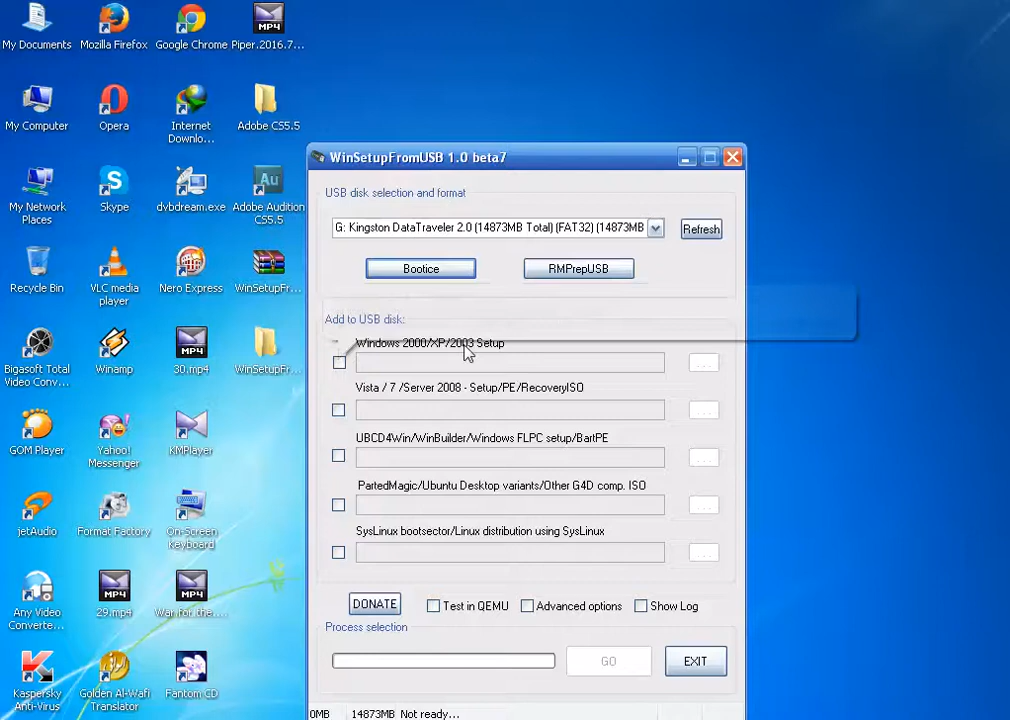 My Documents
Mozilla Firefox
Google Chrome
Piper.2016.7...
My Computer
Opera
Internet
Downlo...
Adobe CS5.5
My Network
Places
Skype
dvbdream.exe
Adobe Audition
CS5.5
Recycle Bin
VLC media
player
Nero Express
WinSetupFr...
Bigasoft Total
Video Conv...
Winamp
30.mp4
WinSetupFr...
GOM Player
Yahoo!
Messenger
KMPlayer
jetAudio
Format Factory
On-Screen
Keyboard
Any Video
Converte...
29.mp4
War.for.the....
Kaspersky
Anti-Virus
Golden Al-Wafi
Translator
Fantom CD
WinSetupFromUSB 1.0 beta7
USB disk selection and format
G: Kingston DataTraveler 2.0 (14873MB Total) (FAT32) (14873MB
Refresh
Bootice
RMPrepUSB
Add to USB disk:
Windows 2000/XP/2003 Setup
...
Vista / 7 /Server 2008 - Setup/PE/RecoveryISO
...
UBCD4Win/WinBuilder/Windows FLPC setup/BartPE
...
PartedMagic/Ubuntu Desktop variants/Other G4D comp. ISO
...
SysLinux bootsector/Linux distribution using SysLinux
...
DONATE
Test in QEMU
Advanced options
Show Log
Process selection
GO
EXIT
0MB
14873MB Not ready...